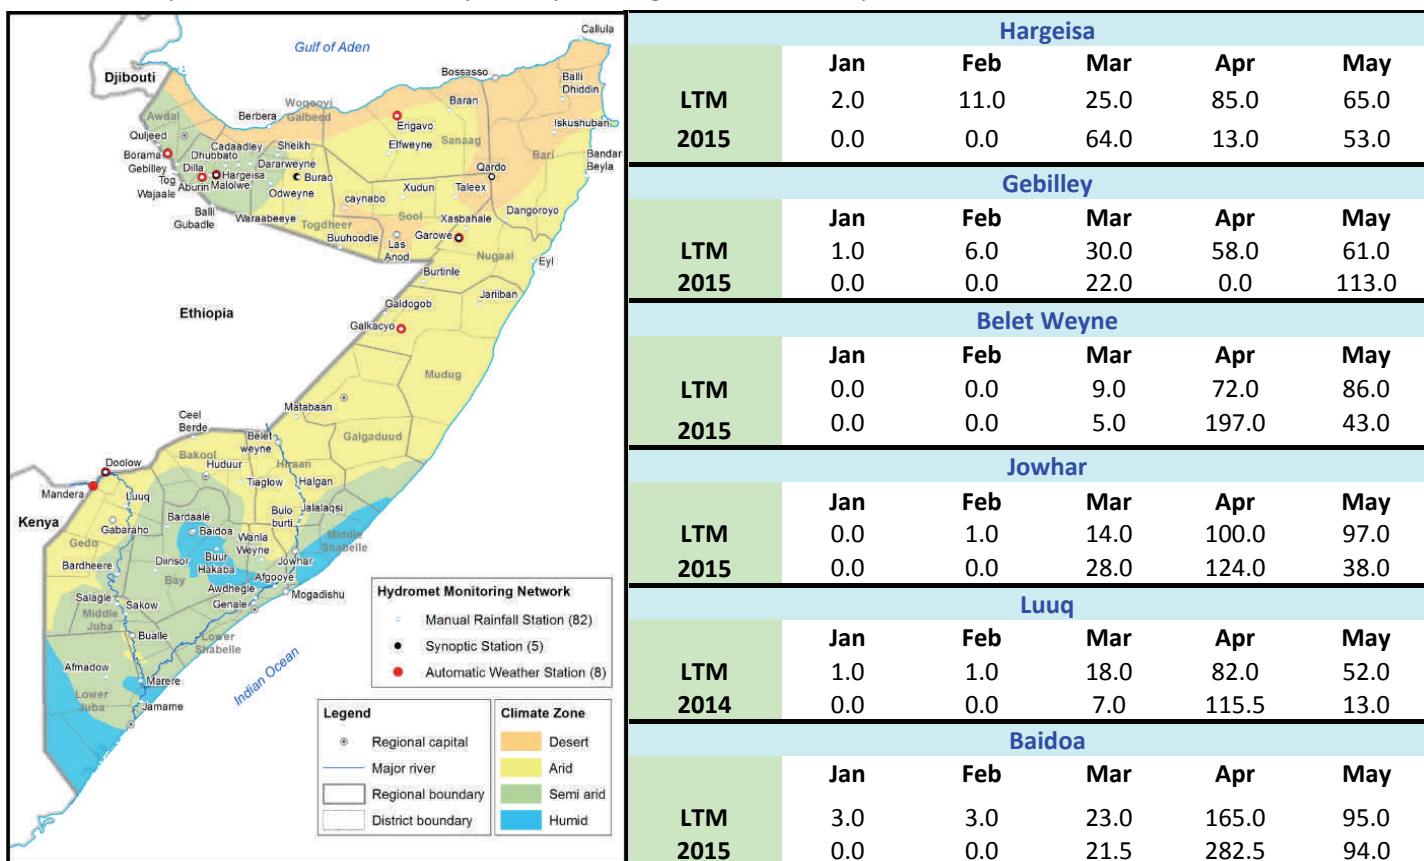 Callula
Gulf of Aden
Djibouti
Bossasso
Balli
Dhiddin
Baran
Woqooyi
Galbeed
Berbera
Erigavo
Iskushuban
Awdal
Quljeed
Cadaadley
Sheikh
Elfweyne
Sanaag
Bari
Bandar
Beyla
Borama
Dhubbato
Gebilley
Dilla
Hargeisa
Dararweyne
Burao
Qardo
Tog
Wajaale
Aburin
Malolwe
Odweyne
Xudun
Taleex
caynabo
Balli
Gubadle
Waraabeeye
Togdheer
Sool
Xasbahale
Dangoroyo
Buuhoodle
Las
Anod
Garowe
Nugaal
Eyl
Burtinle
Jariiban
Galdogob
Ethiopia
Galkacyo
Mudug
Matabaan
Ceel
Berde
Belet
weyne
Galgaduud
Bakool
Huduur
Hiraan
Doolow
Tiaglow
Halgan
Mandera
Luuq
Kenya
Bardaale
Bulo
burti
Jalalaqsi
Gabaraho
Baidoa
Wanla
Weyne
Middle
Shabelle
Gedo
Bardheere
Diinsor
Bay
Buur
Hakaba
Jowhar
Afgooye
Awdhegle
Mogadishu
Salagle
Sakow
Genale
Middle
Juba
Bualle
Lower
Shabelle
Afmadow
Marere
Indian Ocean
Lower
Juba
Jamame
Hydromet Monitoring Network
Manual Rainfall Station (82)
Synoptic Station (5)
Automatic Weather Station (8)
Legend
Regional capital
Major river
Regional boundary
District boundary
Climate Zone
Desert
Arid
Semi arid
Humid
Hargeisa
Jan Feb Mar Apr May
LTM 2.0 11.0 25.0 85.0 65.0
2015 0.0 0.0 64.0 13.0 53.0
Gebilley
Jan Feb Mar Apr May
LTM 1.0 6.0 30.0 58.0 61.0
2015 0.0 0.0 22.0 0.0 113.0
Belet Weyne
Jan Feb Mar Apr May
LTM 0.0 0.0 9.0 72.0 86.0
2015 0.0 0.0 5.0 197.0 43.0
Jowhar
Jan Feb Mar Apr May
LTM 0.0 1.0 14.0 100.0 97.0
2015 0.0 0.0 28.0 124.0 38.0
Luuq
Jan Feb Mar Apr May
LTM 1.0 1.0 18.0 82.0 52.0
2014 0.0 0.0 7.0 115.5 13.0
Baidoa
Jan Feb Mar Apr May
LTM 3.0 3.0 23.0 165.0 95.0
2015 0.0 0.0 21.5 282.5 94.0